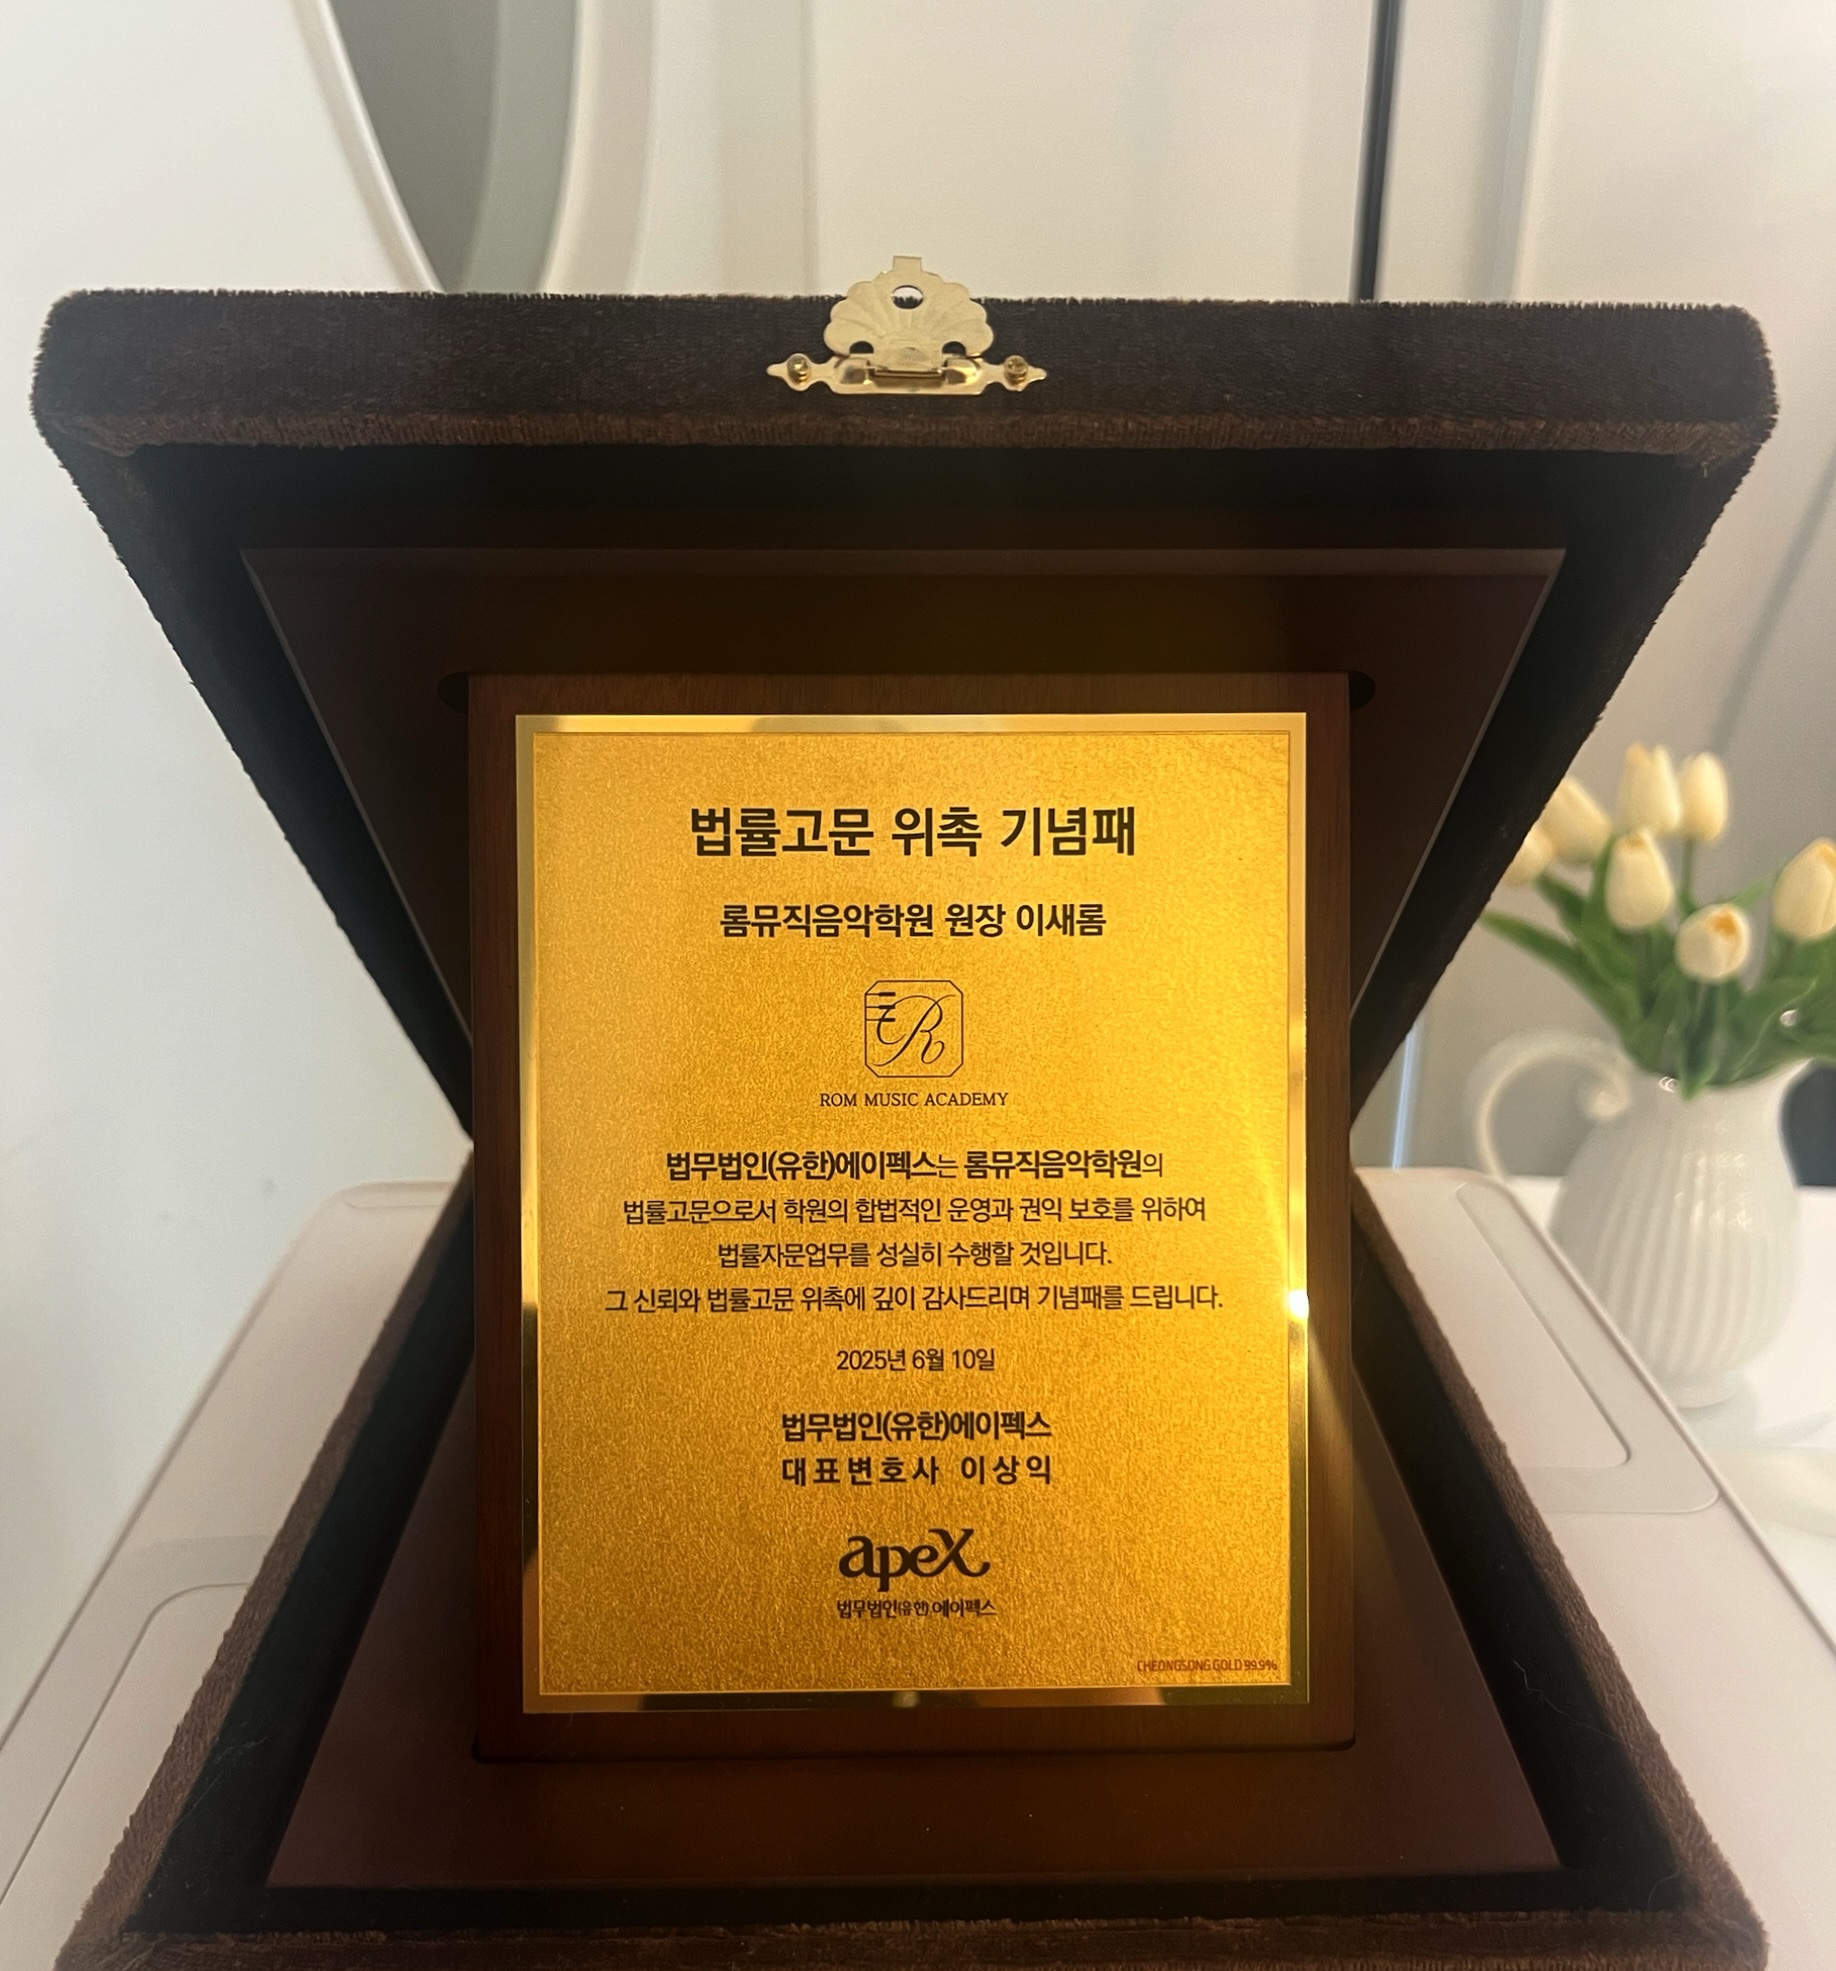 법률고문 위촉 기념패
롬뮤직음악학원 원장 이새롬
R
ROM MUSIC ACADEMY
법무법인(유한)에이펙스는 롬뮤직음악학원의
법률고문으로서 학원의 합법적인 운영과 권익 보호를 위하여
법률자문업무를 성실히 수행할 것입니다.
그 신뢰와 법률고문 위촉에 깊이 감사드리며 기념패를 드립니다.
2025년 6월 10일
법무법인(유한)에이펙스
대표변호사 이상익
apex
법무법인(유한) 에이펙스
CHEONGSONG GOLD 99.9%